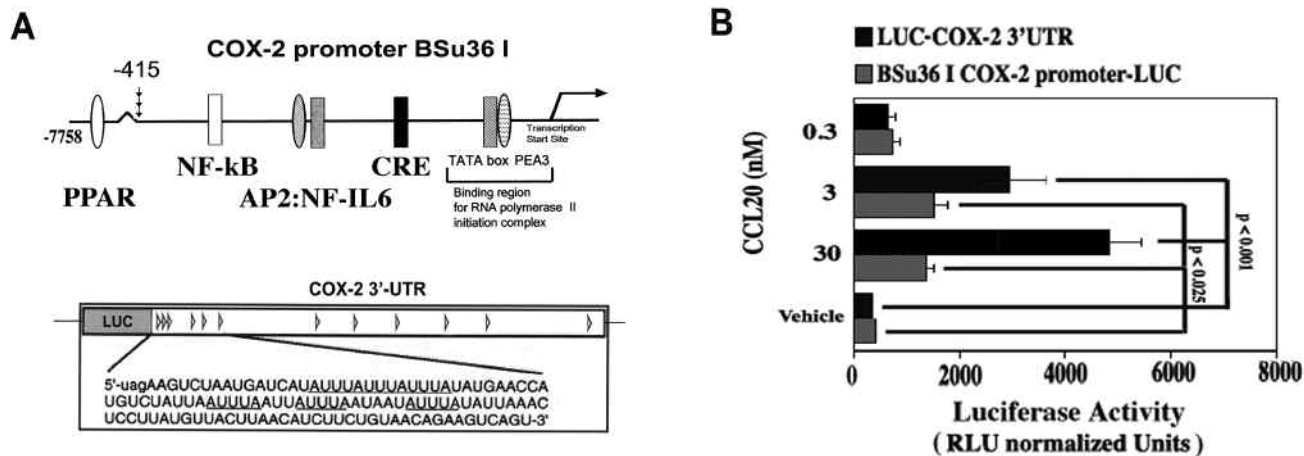 A
COX-2 promoter BSu36 I
-415
-7758
Transcription
Start Site
NF-kB
CRE
TATA box PEA3
PPAR
AP2:NF-IL6
Binding region
for RNA polymerase II
initiation complex
COX-2 3'-UTR
LUC
5'-uagAAGUCUAAUGAUCAUAUUUAUUUAUUUAUAUGAACCA
UGUCUAUUAAUUUAAUUAUUUAAUAAUAUUUAUAUUAAAC
UCCUUAUGUUACUUAACAUCUUCUGUAACAGAAGUCAGU-3'
B
LUC-COX-2 3'UTR
BSu36 I COX-2 promoter-LUC
CCL20 (nM)
0.3
3
30
Vehicle
p < 0.001
p < 0.025
0 2000 4000 6000 8000
Luciferase Activity
( RLU normalized Units )